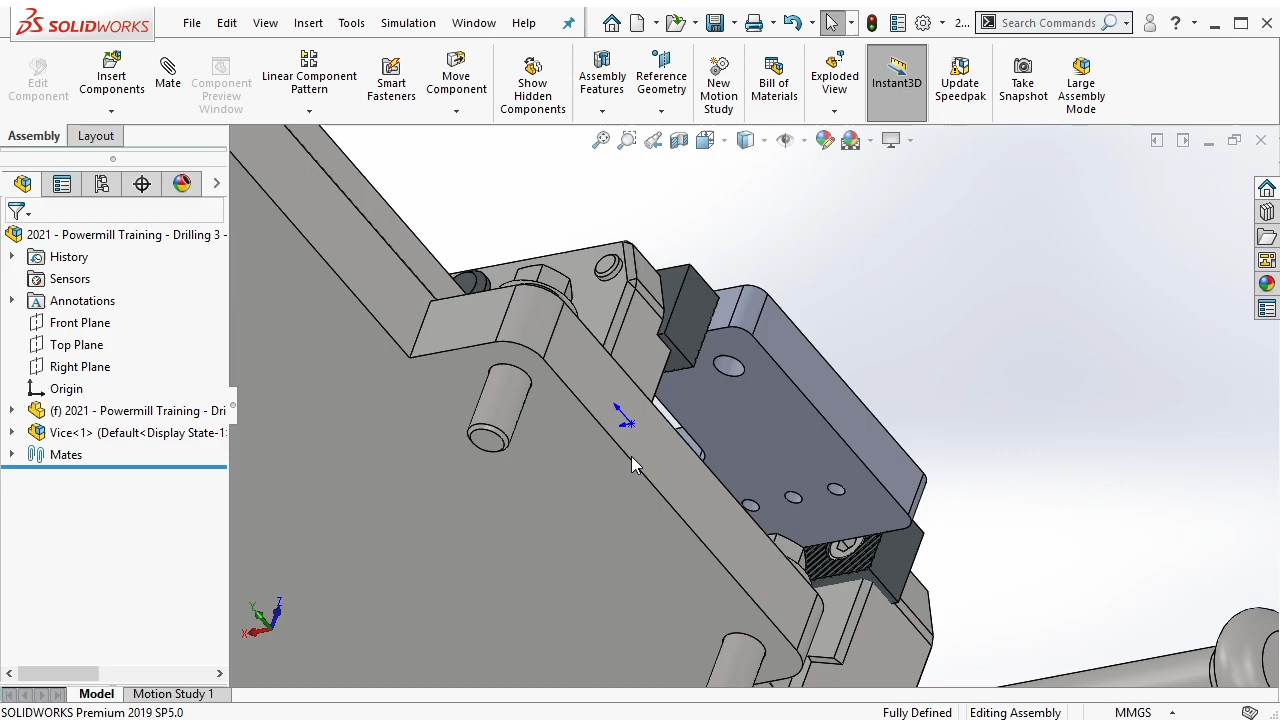 SOLIDWORKS
File Edit View Insert Tools Simulation Window Help
2... Search Commands ?
Edit Component
Insert Components
Mate
Component Preview Window
Linear Component Pattern
Smart Fasteners
Move Component
Show Hidden Components
Assembly Features
Reference Geometry
New Motion Study
Bill of Materials
Exploded View
Instant3D
Update Speedpak
Take Snapshot
Large Assembly Mode
Assembly Layout
2021 - Powermill Training - Drilling 3 -
History
Sensors
Annotations
Front Plane
Top Plane
Right Plane
Origin
(f) 2021 - Powermill Training - Dri
Vice<1> (Default<Display State-1
Mates
Z
Y
X
Model Motion Study 1
SOLIDWORKS Premium 2019 SP5.0 Fully Defined Editing Assembly MMGS